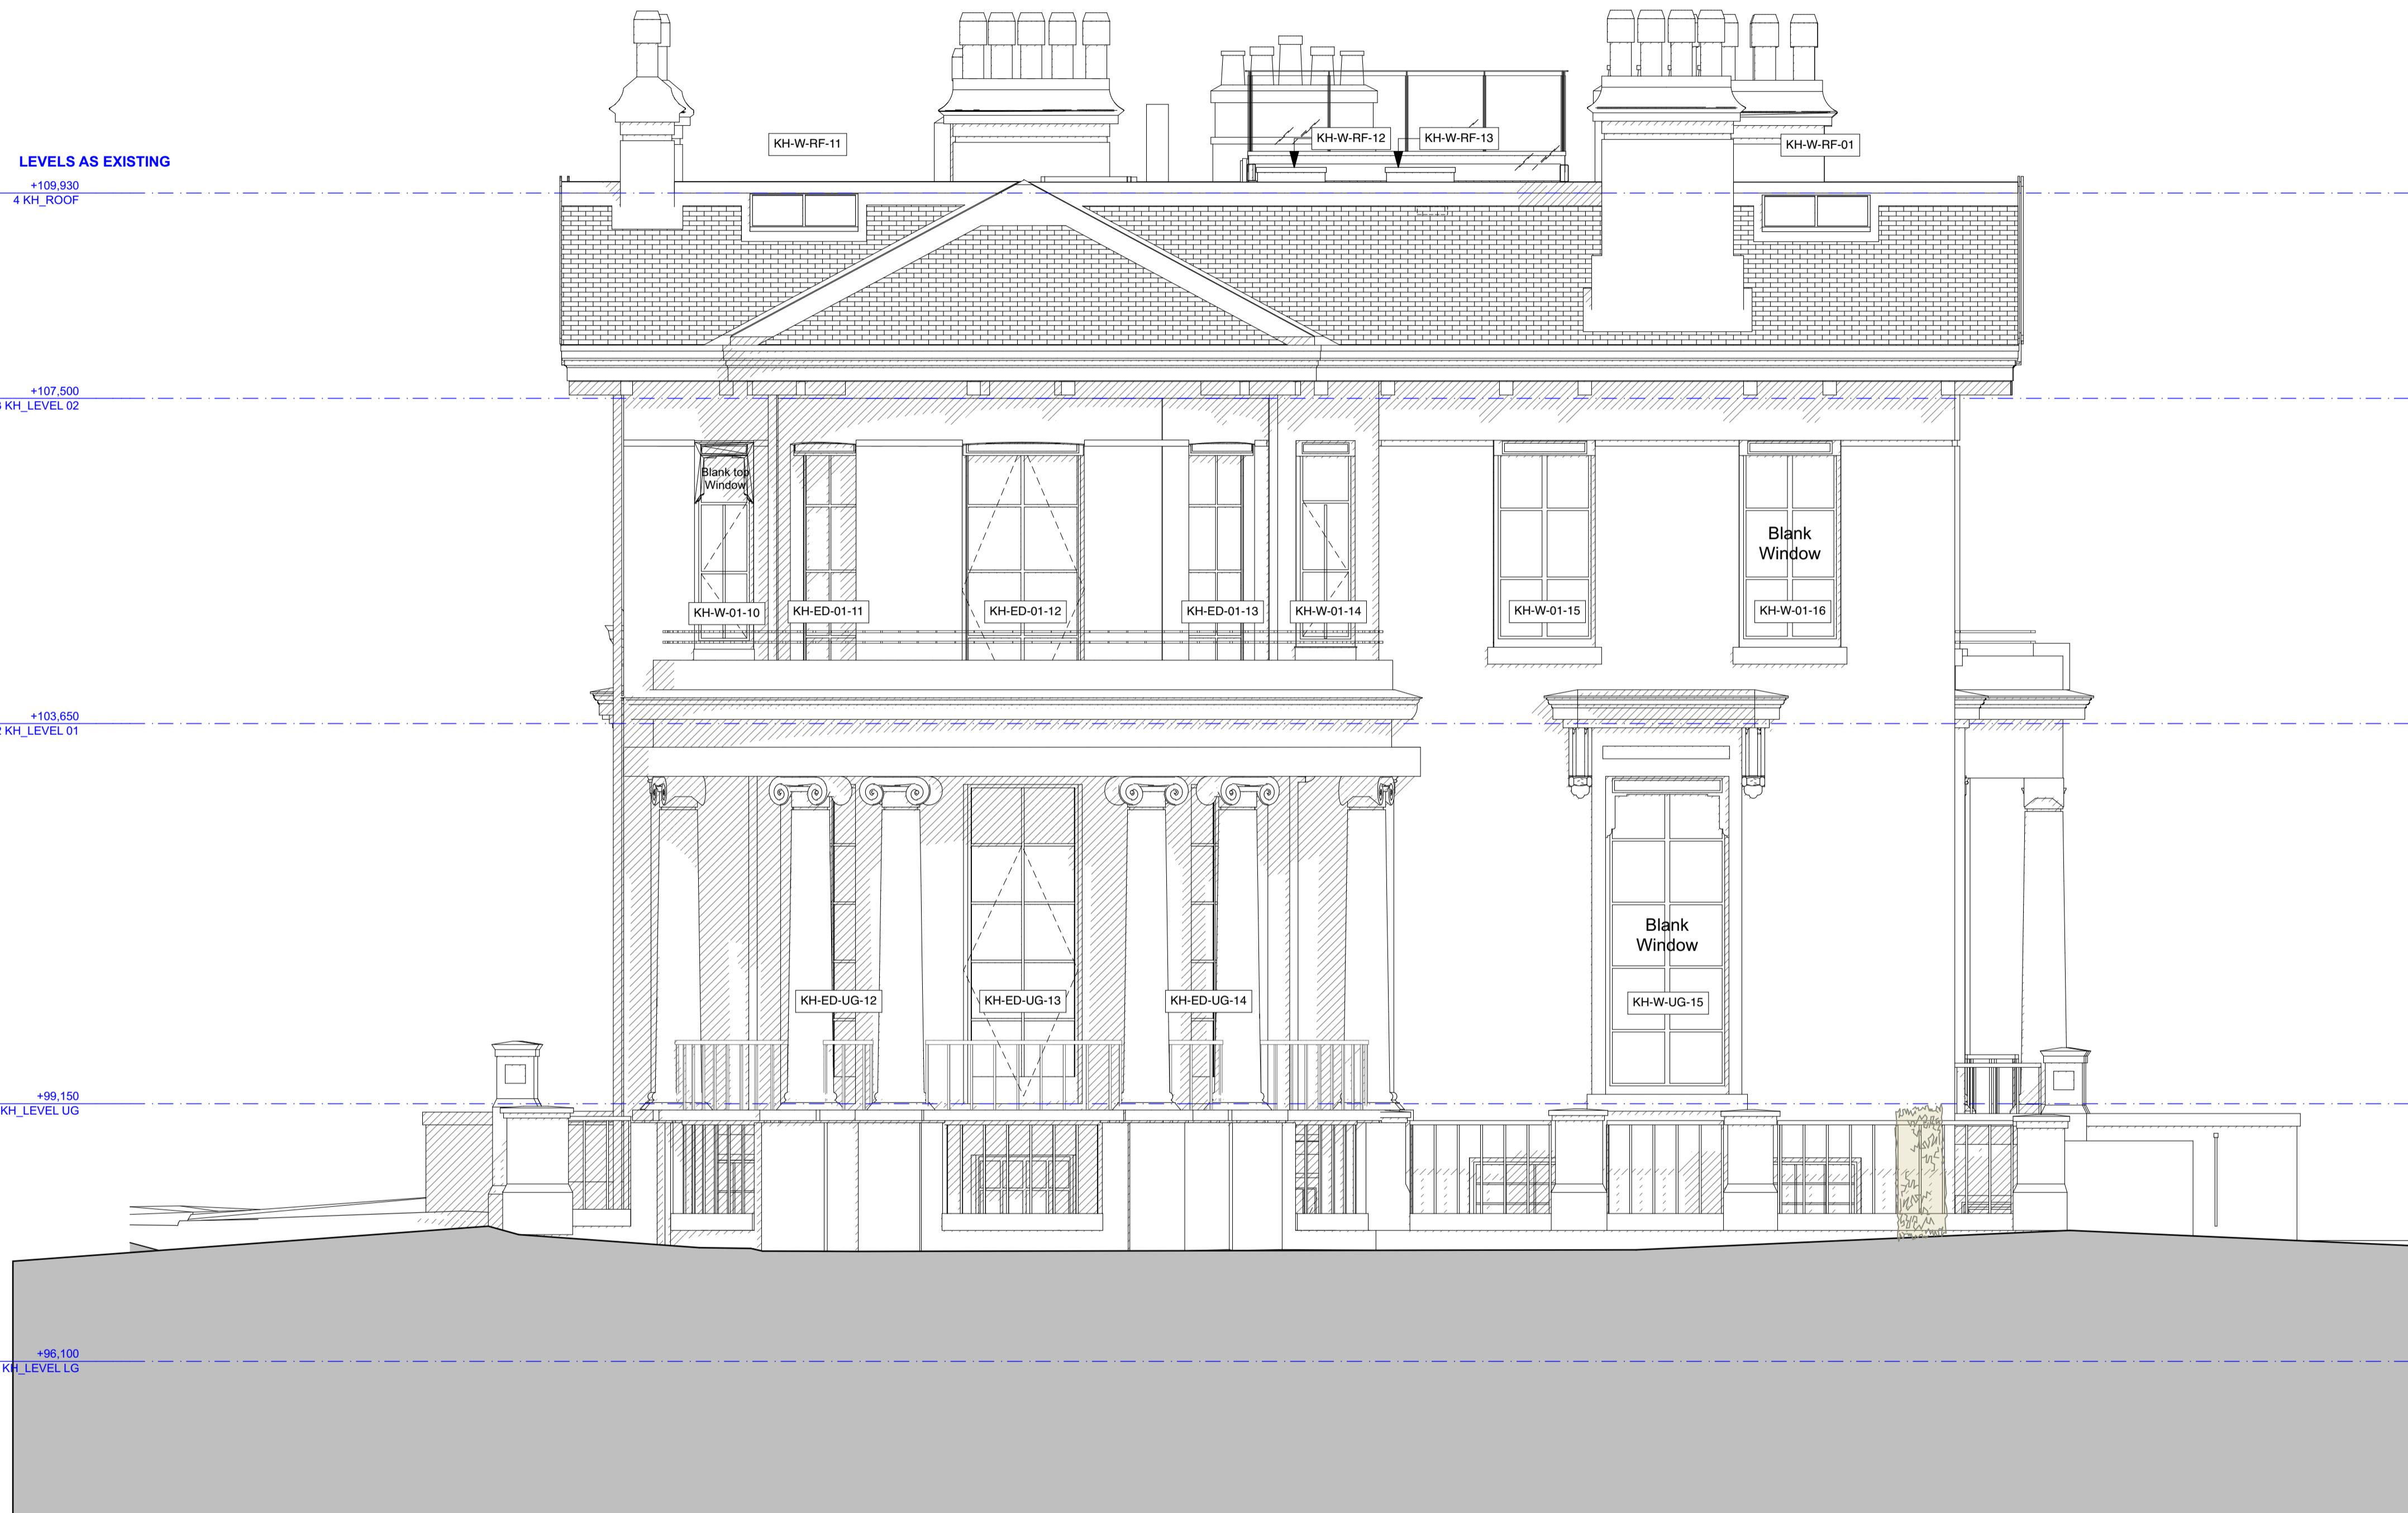 KH-W-RF-12
KH-W-RF-13
KH-W-RF-11
KH-W-RF-01
LEVELS AS EXISTING
+109,930
4 KH_ROOF
+107,500
KH_LEVEL 02
Blank top
Window
Blank
Window
KH-W-01-10
KH-ED-01-11
KH-ED-01-12
KH-ED-01-13
KH-W-01-14
KH-W-01-15
KH-W-01-16
+103,650
2 KH_LEVEL 01
Blank
Window
KH-ED-UG-12
KH-ED-UG-13
KH-ED-UG-14
KH-W-UG-15
+99,150
KH_LEVEL UG
+96,100
KH_LEVEL LG